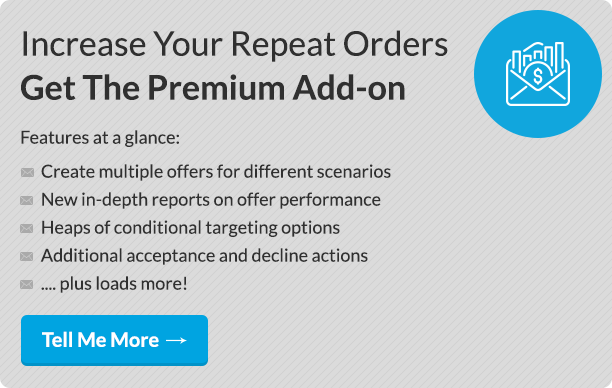 Increase Your Repeat Orders
Get The Premium Add-on
Features at a glance:
Create multiple offers for different scenarios
New in-depth reports on offer performance
Heaps of conditional targeting options
Additional acceptance and decline actions
.... plus loads more!
Tell Me More →
$